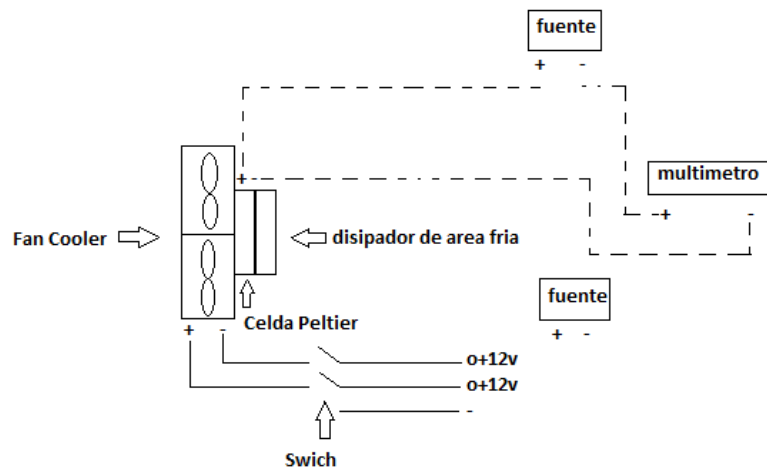 fuente
+ -
+ -
multimetro
+ -
Fan Cooler
disipador de area fria
fuente
Celda Peltier
+ -
+ -
o+12v
o+12v
-
Swich